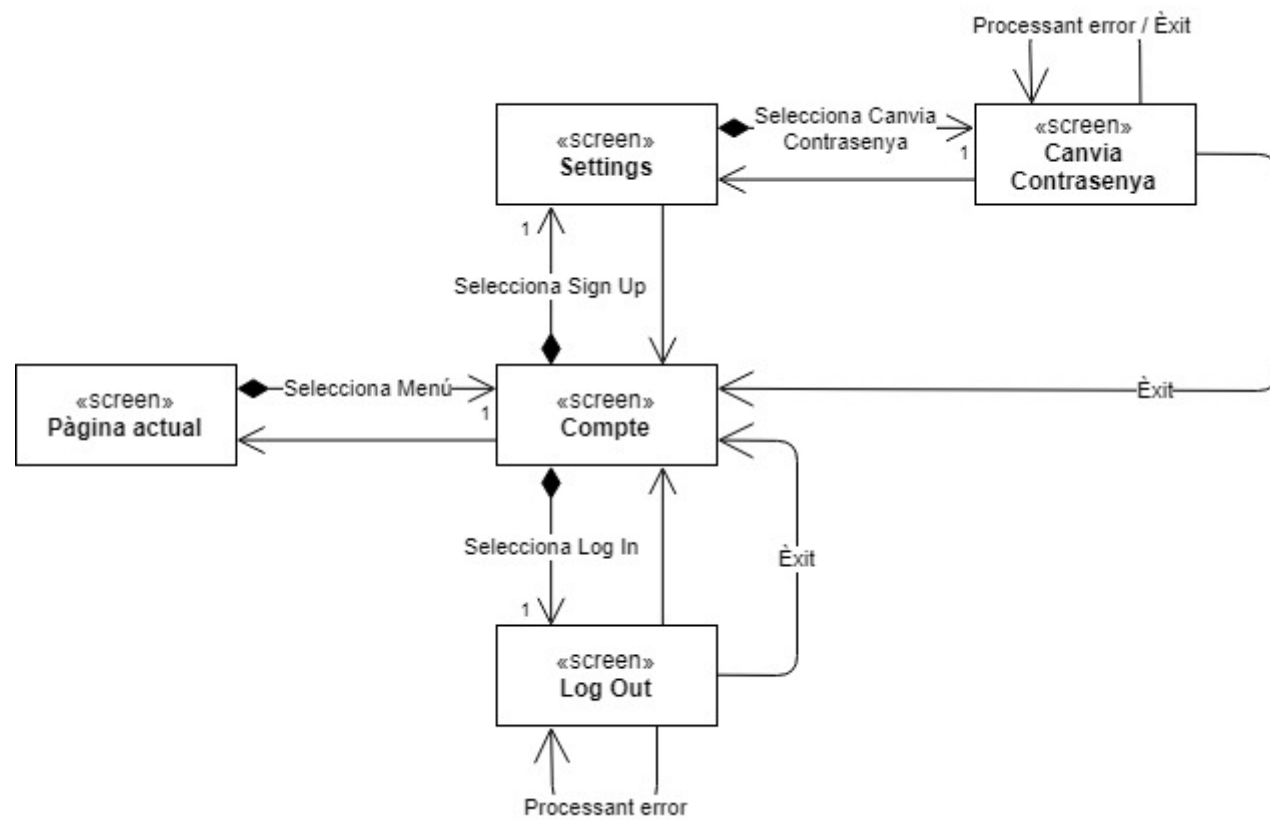 Processant error / Èxit
«screen»
Settings
Selecciona Canvia
Contrasenya
1
«screen»
Canvia
Contrasenya
1
Selecciona Sign Up
«screen»
Pàgina actual
Selecciona Menú
1
«screen»
Compte
Èxit
Selecciona Log In
Èxit
1
«screen»
Log Out
Processant error